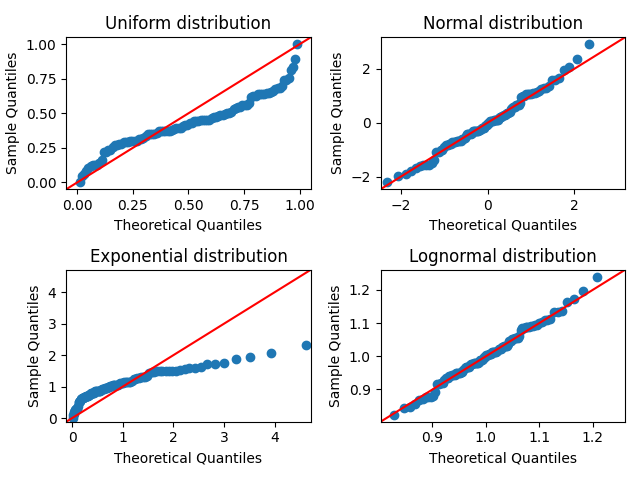 Uniform distribution
Normal distribution
1.00
0.75
0.50
0.25
0.00
Sample Quantiles
0.00 0.25 0.50 0.75 1.00
Theoretical Quantiles
2
0
−2
Sample Quantiles
−2 0 2
Theoretical Quantiles
Exponential distribution
Lognormal distribution
4
3
2
1
0
Sample Quantiles
0 1 2 3 4
Theoretical Quantiles
1.2
1.1
1.0
0.9
Sample Quantiles
0.9 1.0 1.1 1.2
Theoretical Quantiles